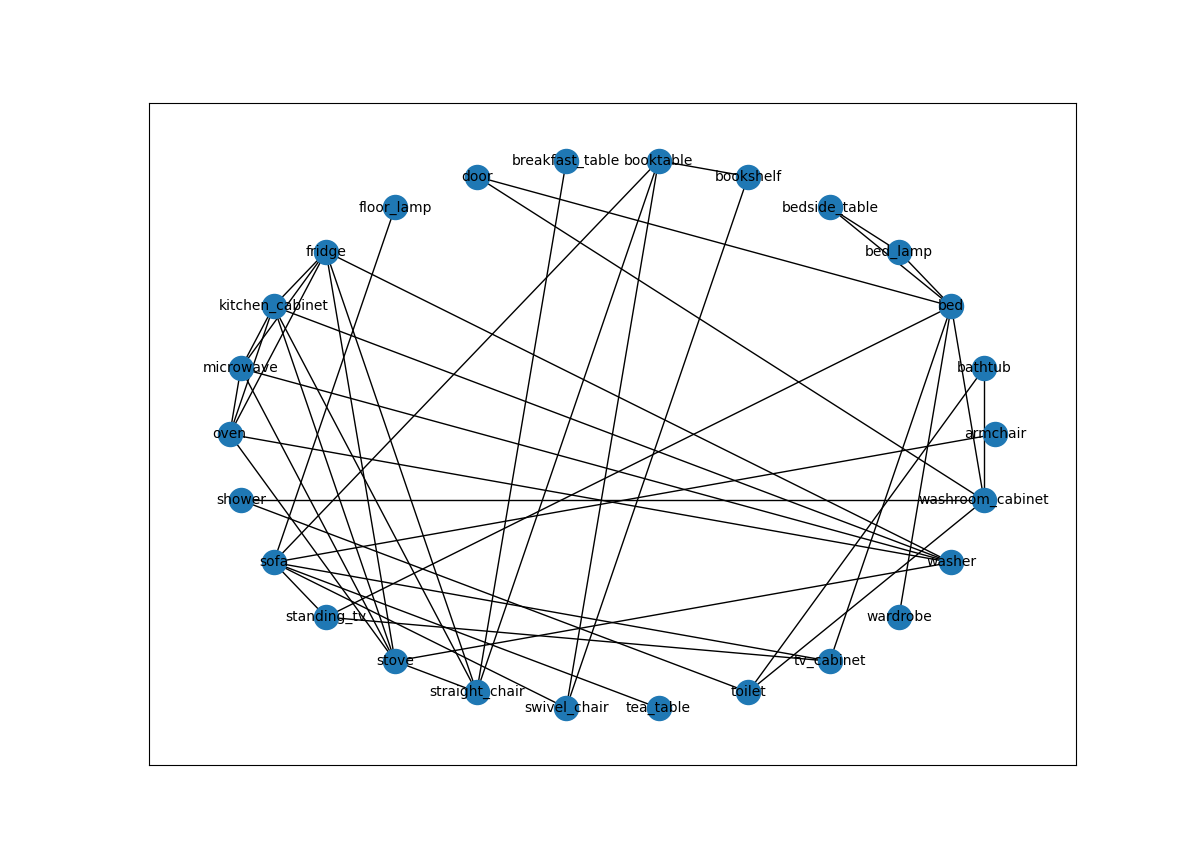 breakfast_table
booktable
door
bookshelf
floor_lamp
bedside_table
fridge
bed_lamp
kitchen_cabinet
bed
microwave
bathtub
oven
armchair
shower
washroom_cabinet
sofa
washer
standing_tv
wardrobe
stove
tv_cabinet
straight_chair
toilet
swivel_chair
tea_table